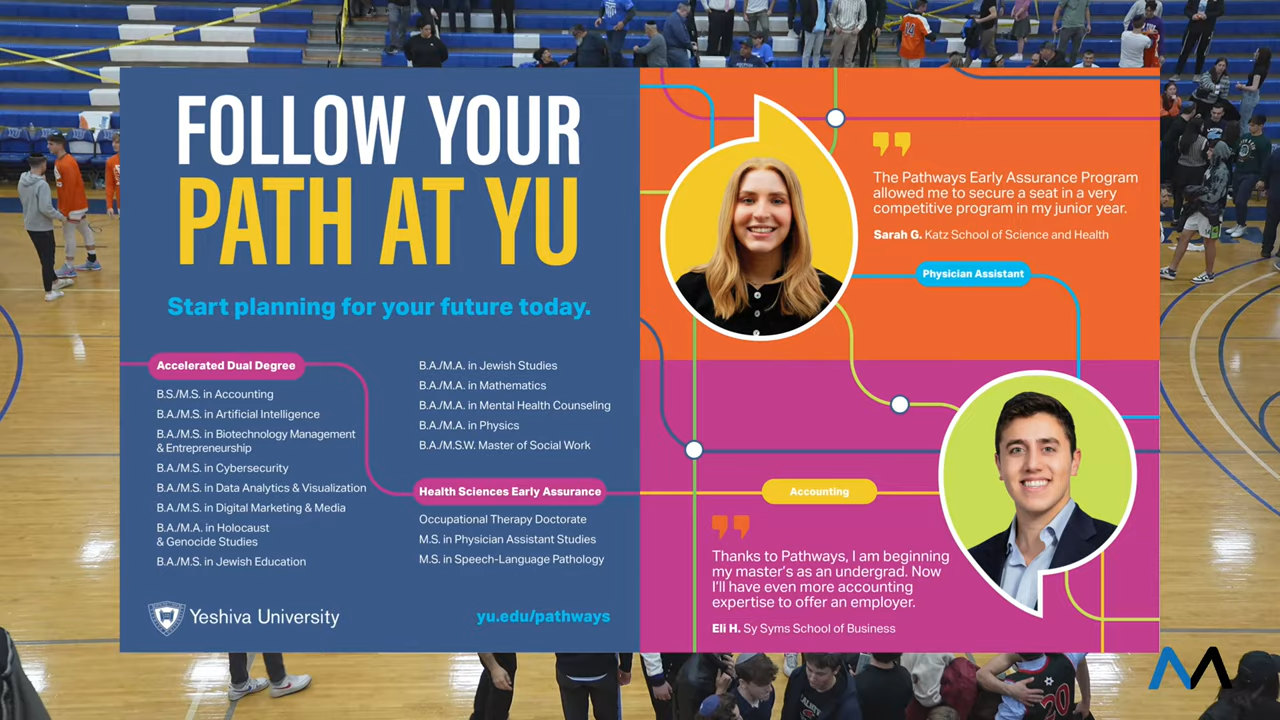 FOLLOW YOUR
PATH AT YU
Start planning for your future today.
Accelerated Dual Degree
B.S./M.S. in Accounting
B.A./M.S. in Artificial Intelligence
B.A./M.S. in Biotechnology Management
& Entrepreneurship
B.A./M.S. in Cybersecurity
B.A./M.S. in Data Analytics & Visualization
B.A./M.S. in Digital Marketing & Media
B.A./M.A. in Holocaust
& Genocide Studies
B.A./M.S. in Jewish Education
B.A./M.A. in Jewish Studies
B.A./M.A. in Mathematics
B.A./M.A. in Mental Health Counseling
B.A./M.A. in Physics
B.A./M.S.W. Master of Social Work
Health Sciences Early Assurance
Occupational Therapy Doctorate
M.S. in Physician Assistant Studies
M.S. in Speech-Language Pathology
Yeshiva University
yu.edu/pathways
The Pathways Early Assurance Program
allowed me to secure a seat in a very
competitive program in my junior year.
Sarah G. Katz School of Science and Health
Physician Assistant
Accounting
Thanks to Pathways, I am beginning
my master's as an undergrad. Now
I'll have even more accounting
expertise to offer an employer.
Eli H. Sy Syms School of Business
20